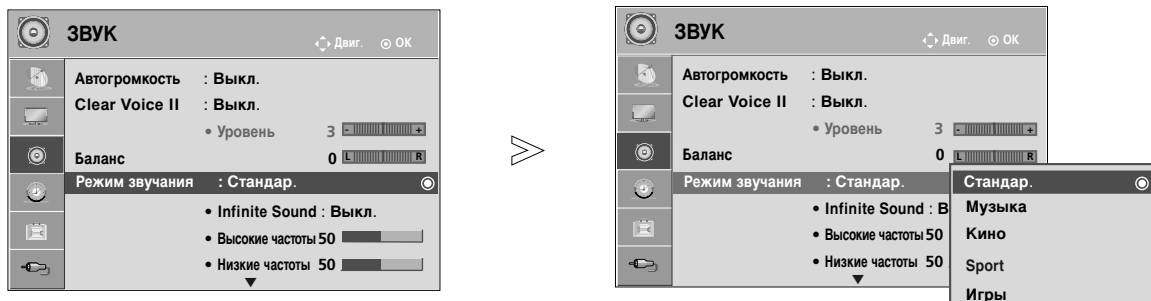 ЗВУК
Двиг. OK
Автогромкость : Выкл.
Clear Voice II : Выкл.
• Уровень 3 - +
Баланс 0 L R
Режим звучания : Стандар.
• Infinite Sound : Выкл.
• Высокие частоты 50
• Низкие частоты 50
▼
>
ЗВУК
Двиг. OK
Автогромкость : Выкл.
Clear Voice II : Выкл.
• Уровень 3 - +
Баланс 0 L R
Режим звучания : Стандар.
• Infinite Sound : В
• Высокие частоты 50
• Низкие частоты 50
▼
Стандар.
Музыка
Кино
Sport
Игры